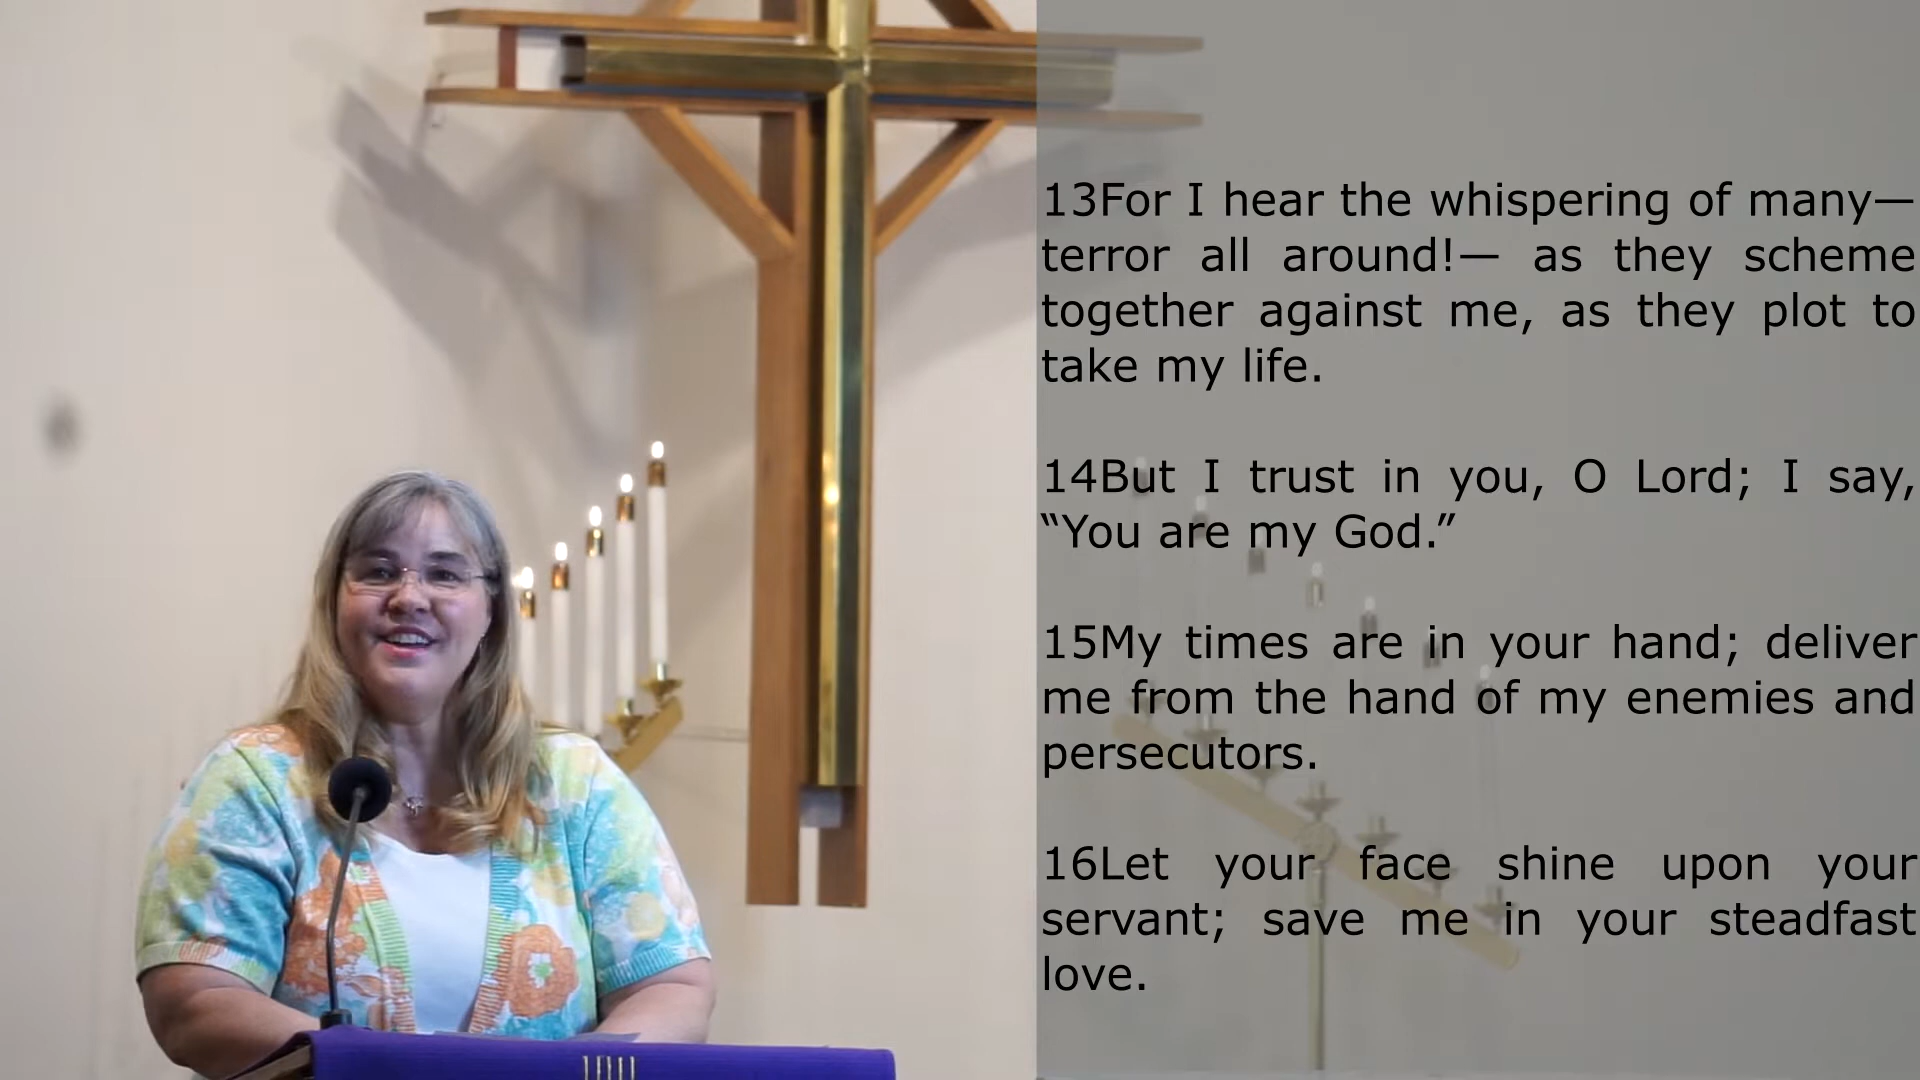 13For I hear the whispering of many—
terror all around!— as they scheme
together against me, as they plot to
take my life.
14But I trust in you, O Lord; I say,
“You are my God.”
15My times are in your hand; deliver
me from the hand of my enemies and
persecutors.
16Let your face shine upon your
servant; save me in your steadfast
love.